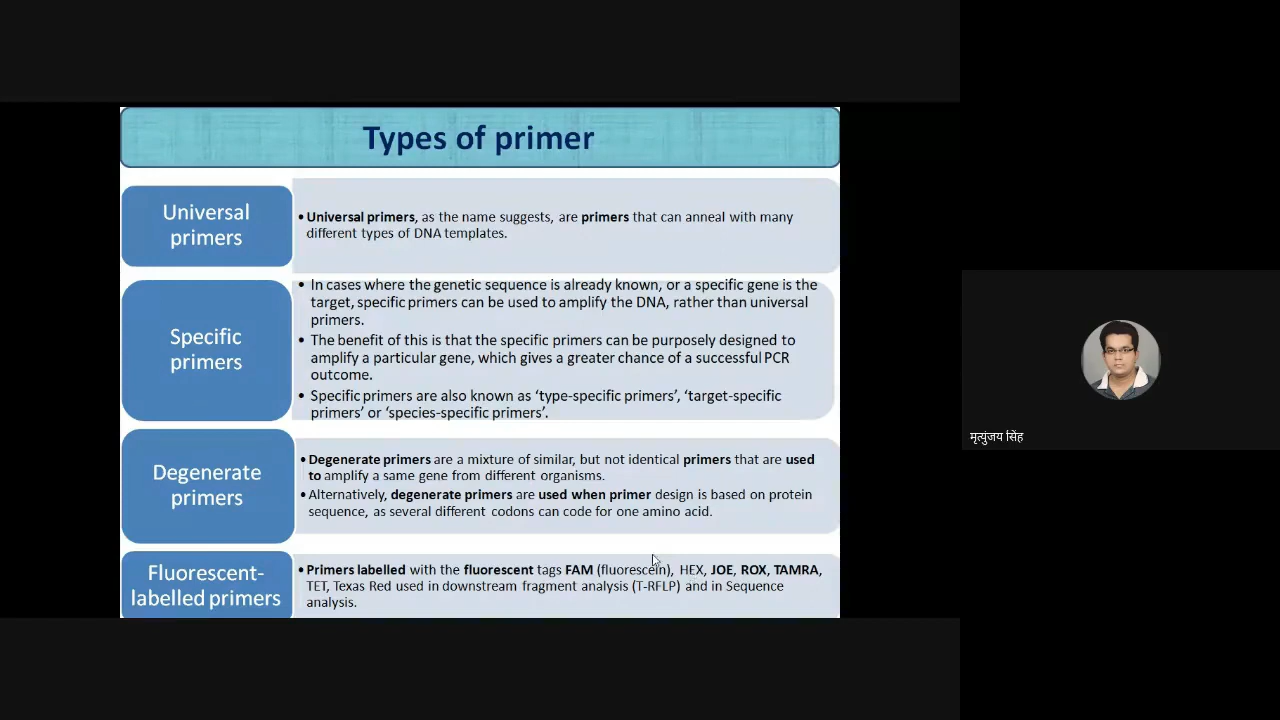 Types of primer
Universal
primers
• Universal primers, as the name suggests, are primers that can anneal with many
different types of DNA templates.
Specific
primers
• In cases where the genetic sequence is already known, or a specific gene is the
target, specific primers can be used to amplify the DNA, rather than universal
primers.
• The benefit of this is that the specific primers can be purposely designed to
amplify a particular gene, which gives a greater chance of a successful PCR
outcome.
• Specific primers are also known as ‘type-specific primers’, ‘target-specific
primers’ or ‘species-specific primers’.
Degenerate
primers
• Degenerate primers are a mixture of similar, but not identical primers that are used
to amplify a same gene from different organisms.
• Alternatively, degenerate primers are used when primer design is based on protein
sequence, as several different codons can code for one amino acid.
Fluorescent-
labelled primers
• Primers labelled with the fluorescent tags FAM (fluorescein), HEX, JOE, ROX, TAMRA,
TET, Texas Red used in downstream fragment analysis (T-RFLP) and in Sequence
analysis.
मृत्युंजय सिंह